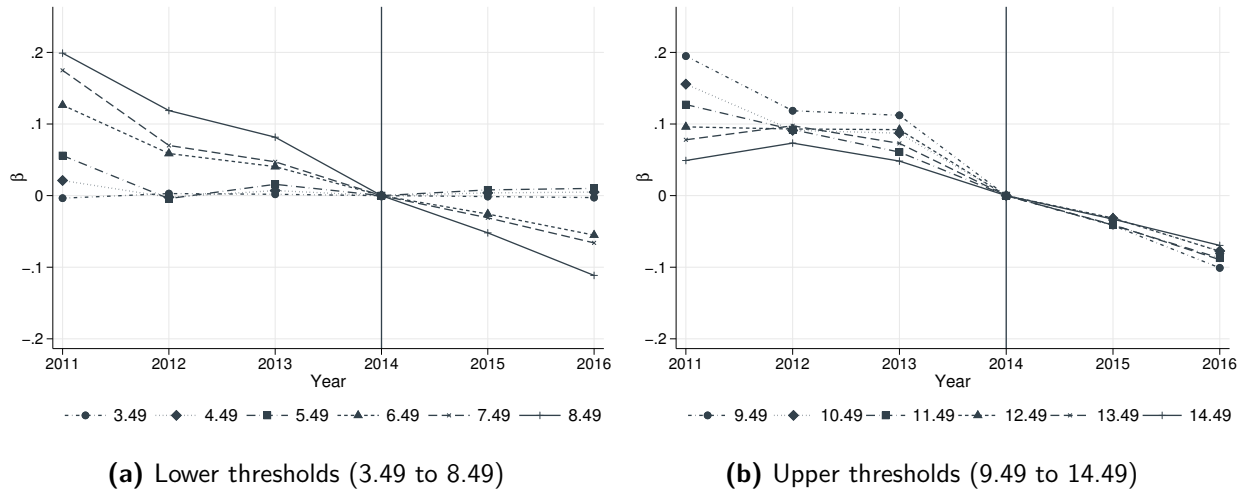 .2
.1
0
−.1
−.2
β
2011 2012 2013 2014 2015 2016
Year
3.49 4.49 5.49 6.49 7.49 8.49
(a) Lower thresholds (3.49 to 8.49)
.2
.1
0
−.1
−.2
β
2011 2012 2013 2014 2015 2016
Year
9.49 10.49 11.49 12.49 13.49 14.49
(b) Upper thresholds (9.49 to 14.49)